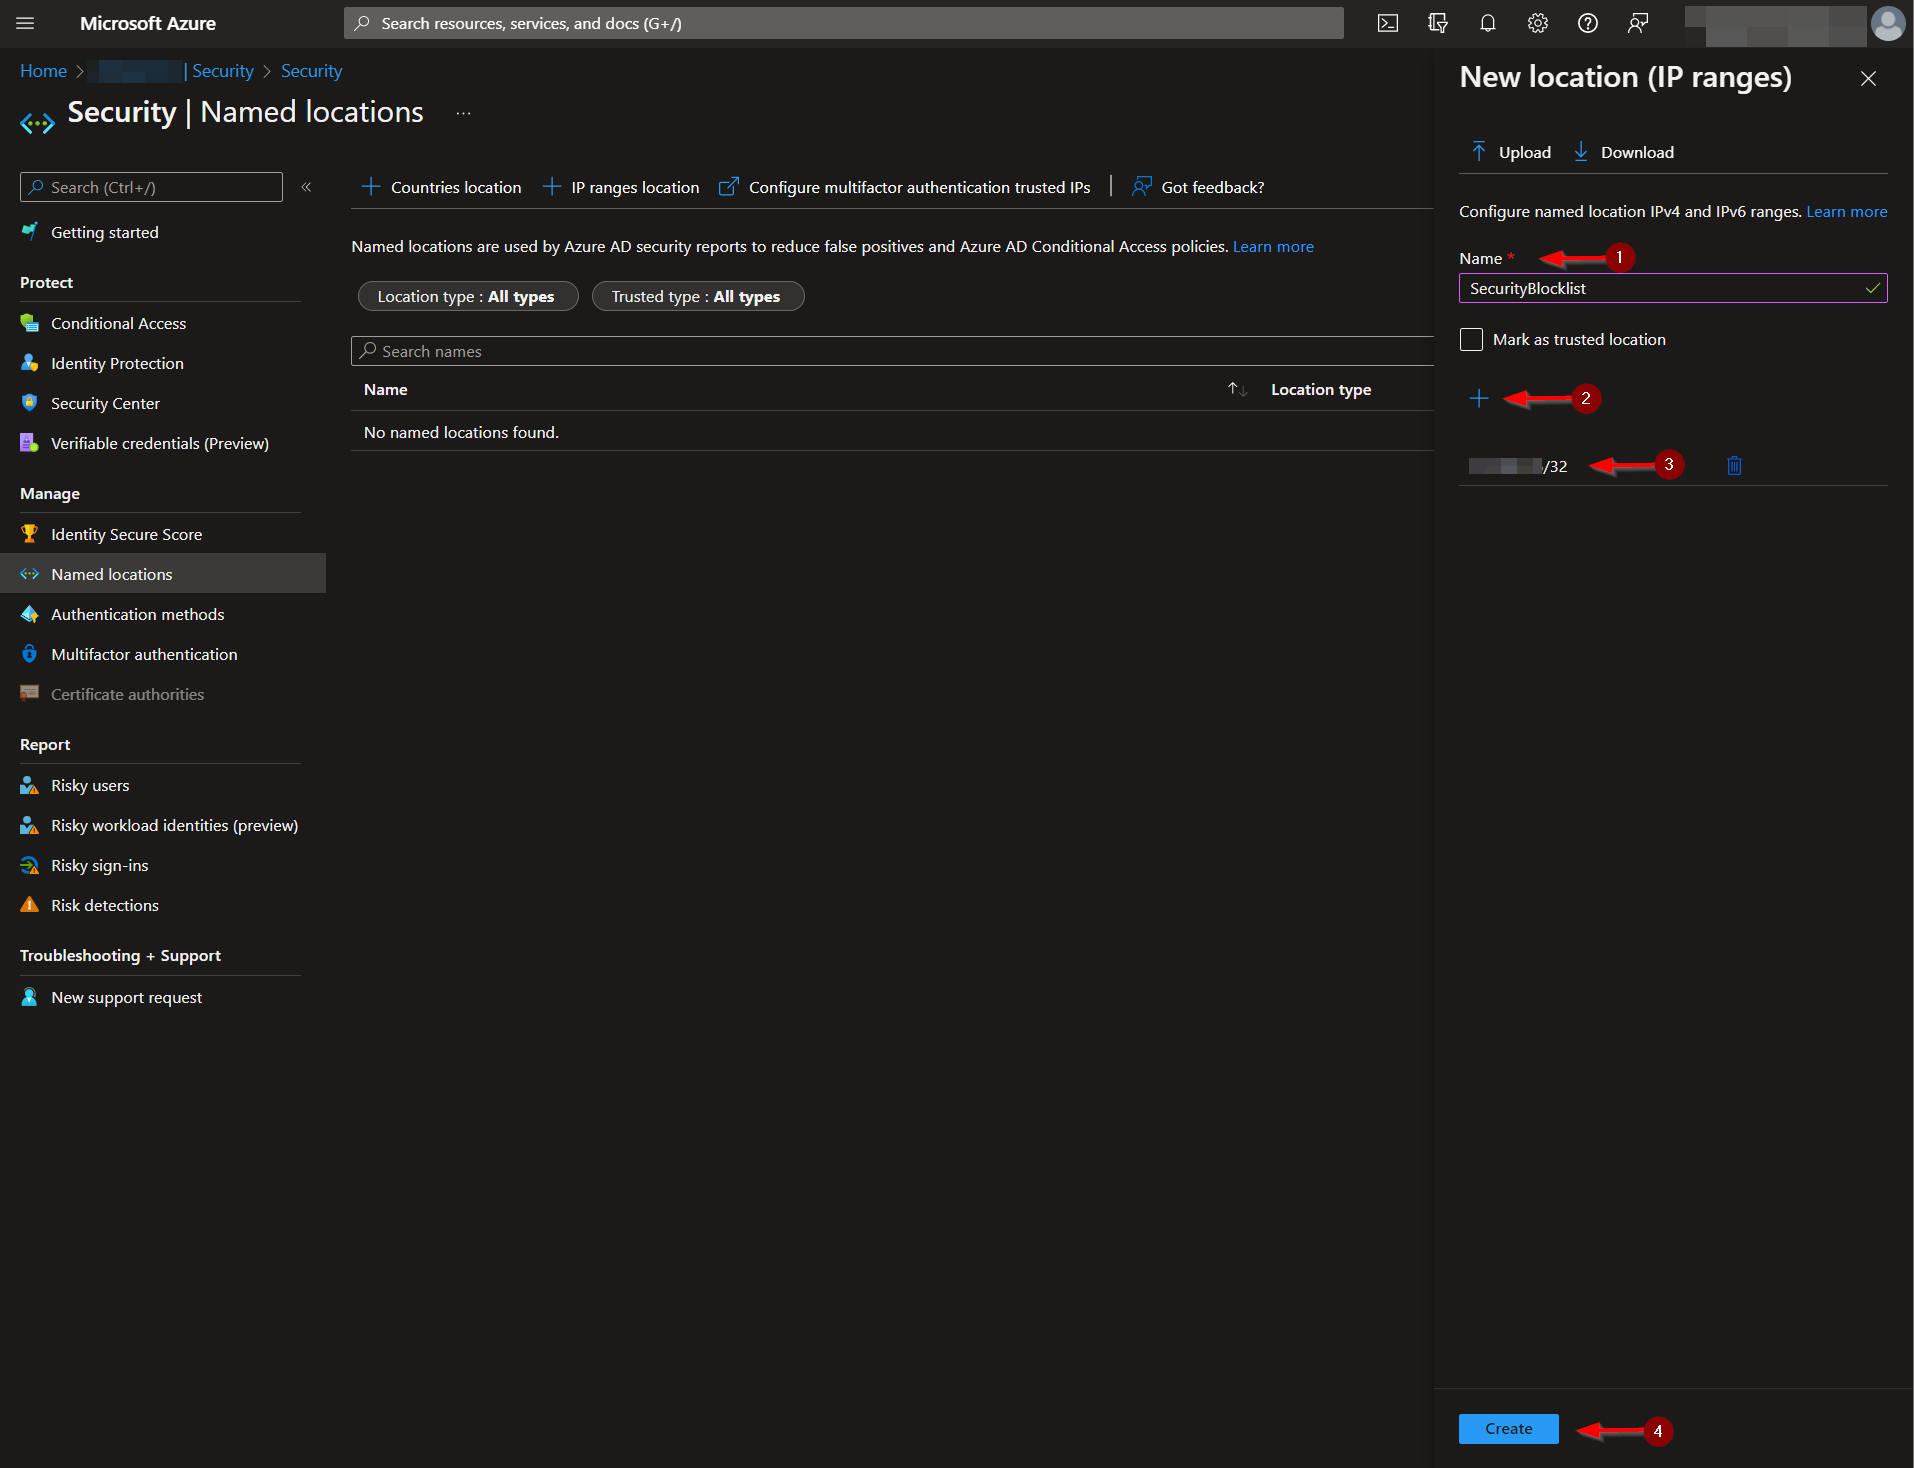 Microsoft Azure
Search resources, services, and docs (G+/)
Home > | Security > Security
Security | Named locations ...
Search (Ctrl+/) «
Getting started
Protect
Conditional Access
Identity Protection
Security Center
Verifiable credentials (Preview)
Manage
Identity Secure Score
Named locations
Authentication methods
Multifactor authentication
Certificate authorities
Report
Risky users
Risky workload identities (preview)
Risky sign-ins
Risk detections
Troubleshooting + Support
New support request
+ Countries location + IP ranges location Configure multifactor authentication trusted IPs | Got feedback?
Named locations are used by Azure AD security reports to reduce false positives and Azure AD Conditional Access policies. Learn more
Location type : All types Trusted type : All types
Search names
Name ↑↓ Location type
No named locations found.
New location (IP ranges)
Upload Download
Configure named location IPv4 and IPv6 ranges. Learn more
Name * 1
SecurityBlocklist
Mark as trusted location
+ 2
/32 3
Create 4